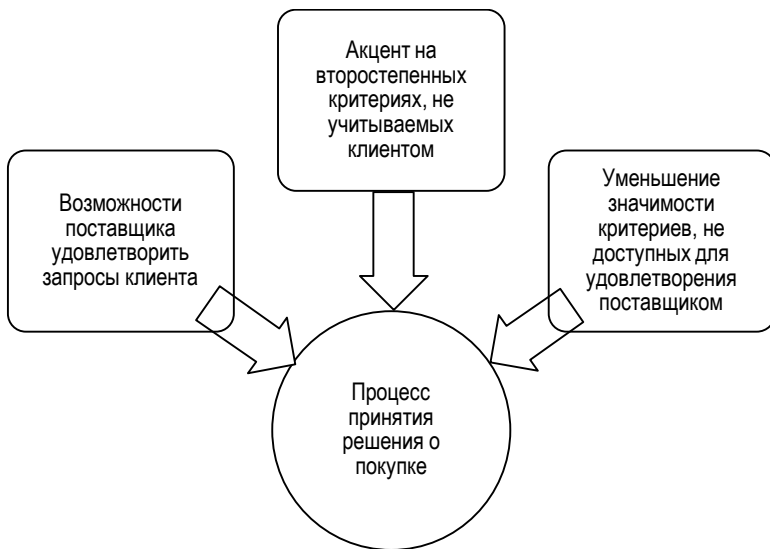 Акцент на
второстепенных
критериях, не
учитываемых
клиентом
Возможности
поставщика
удовлетворить
запросы клиента
Уменьшение
значимости
критериев, не
доступных для
удовлетворения
поставщиком
Процесс
принятия
решения о
покупке